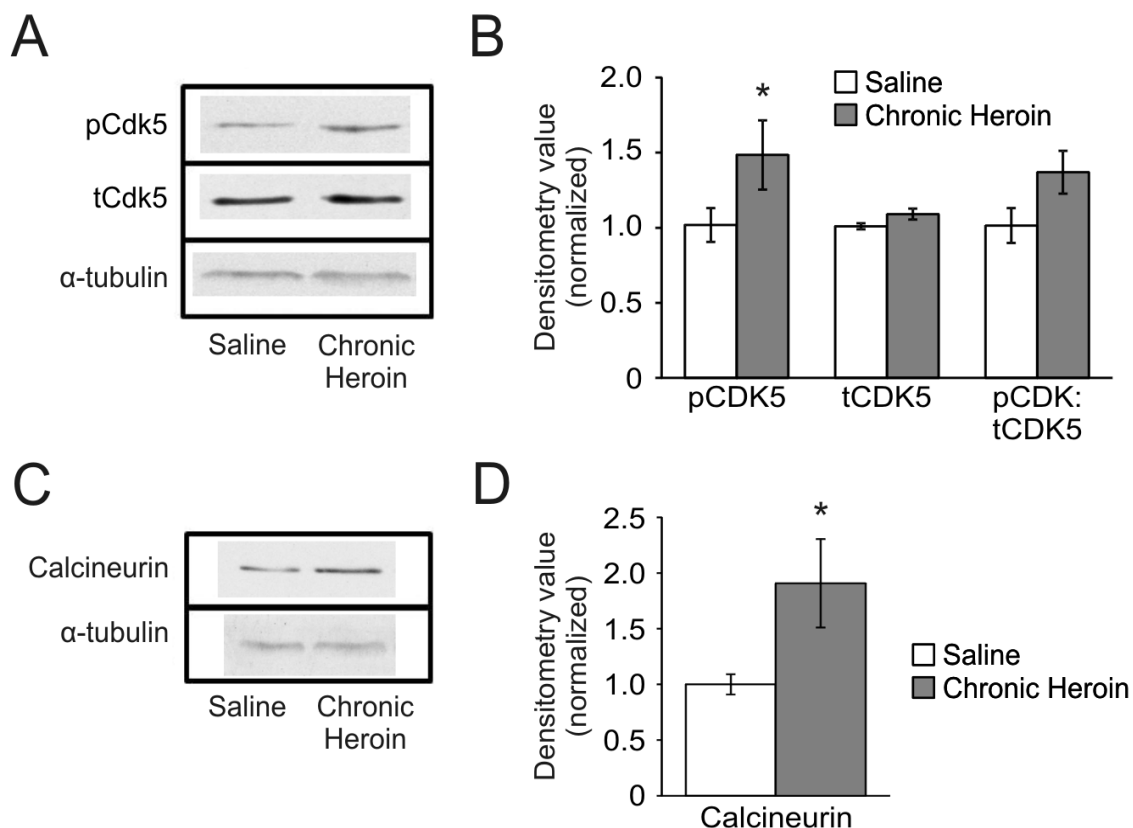 A
pCdk5
tCdk5
α-tubulin
Saline
Chronic
Heroin
B
Densitometry value
(normalized)
2.0
1.5
1.0
0.5
0
*
Saline
Chronic Heroin
pCDK5
tCDK5
pCDK:
tCDK5
C
Calcineurin
α-tubulin
Saline
Chronic
Heroin
D
Densitometry value
(normalized)
2.5
2.0
1.5
1.0
0.5
0
*
Saline
Chronic Heroin
Calcineurin